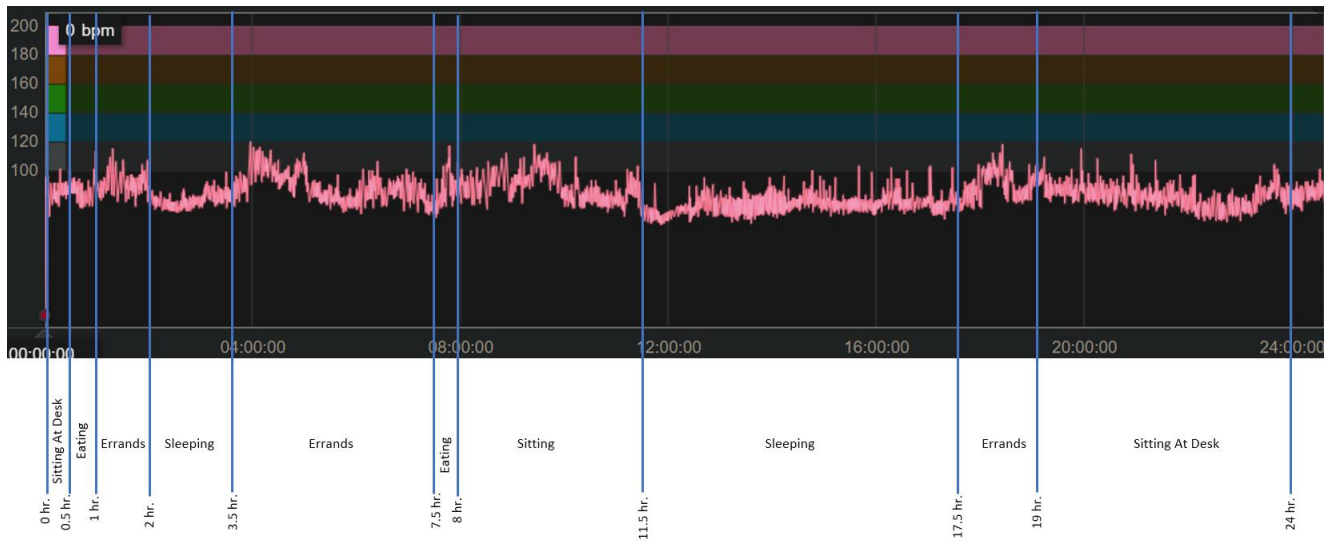 200
0 bpm
180
160
140
120
100
00:00:00
04:00:00
08:00:00
12:00:00
16:00:00
20:00:00
24:00:00
Sitting At Desk
Eating
Errands
Sleeping
Errands
Eating
Sitting
Sleeping
Errands
Sitting At Desk
0 hr.
0.5 hr.
1 hr.
2 hr.
3.5 hr.
7.5 hr.
8 hr.
11.5 hr.
17.5 hr.
19 hr.
24 hr.